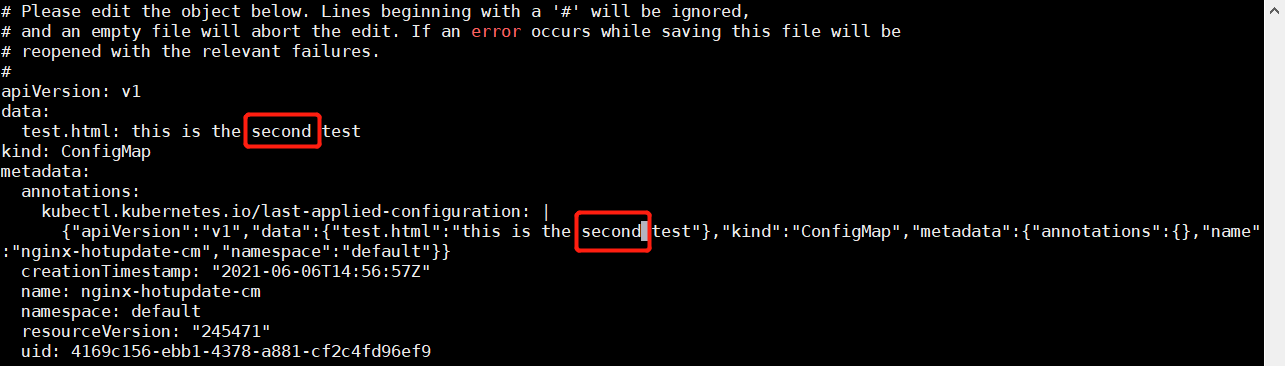 # Please edit the object below. Lines beginning with a '#' will be ignored,
# and an empty file will abort the edit. If an error occurs while saving this file will be
# reopened with the relevant failures.
#
apiVersion: v1
data:
  test.html: this is the second test
kind: ConfigMap
metadata:
  annotations:
    kubectl.kubernetes.io/last-applied-configuration: |
      {"apiVersion":"v1","data":{"test.html":"this is the second test"},"kind":"ConfigMap","metadata":{"annotations":{},"name"
:"nginx-hotupdate-cm","namespace":"default"}}
  creationTimestamp: "2021-06-06T14:56:57Z"
  name: nginx-hotupdate-cm
  namespace: default
  resourceVersion: "245471"
  uid: 4169c156-ebb1-4378-a881-cf2c4fd96ef9